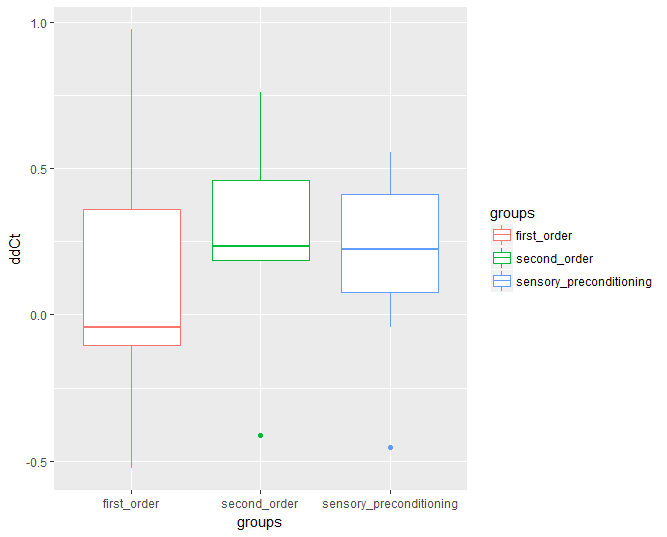 1.0
0.5
0.0
-0.5
ddCt
first_order
second_order
sensory_preconditioning
groups
groups
first_order
second_order
sensory_preconditioning